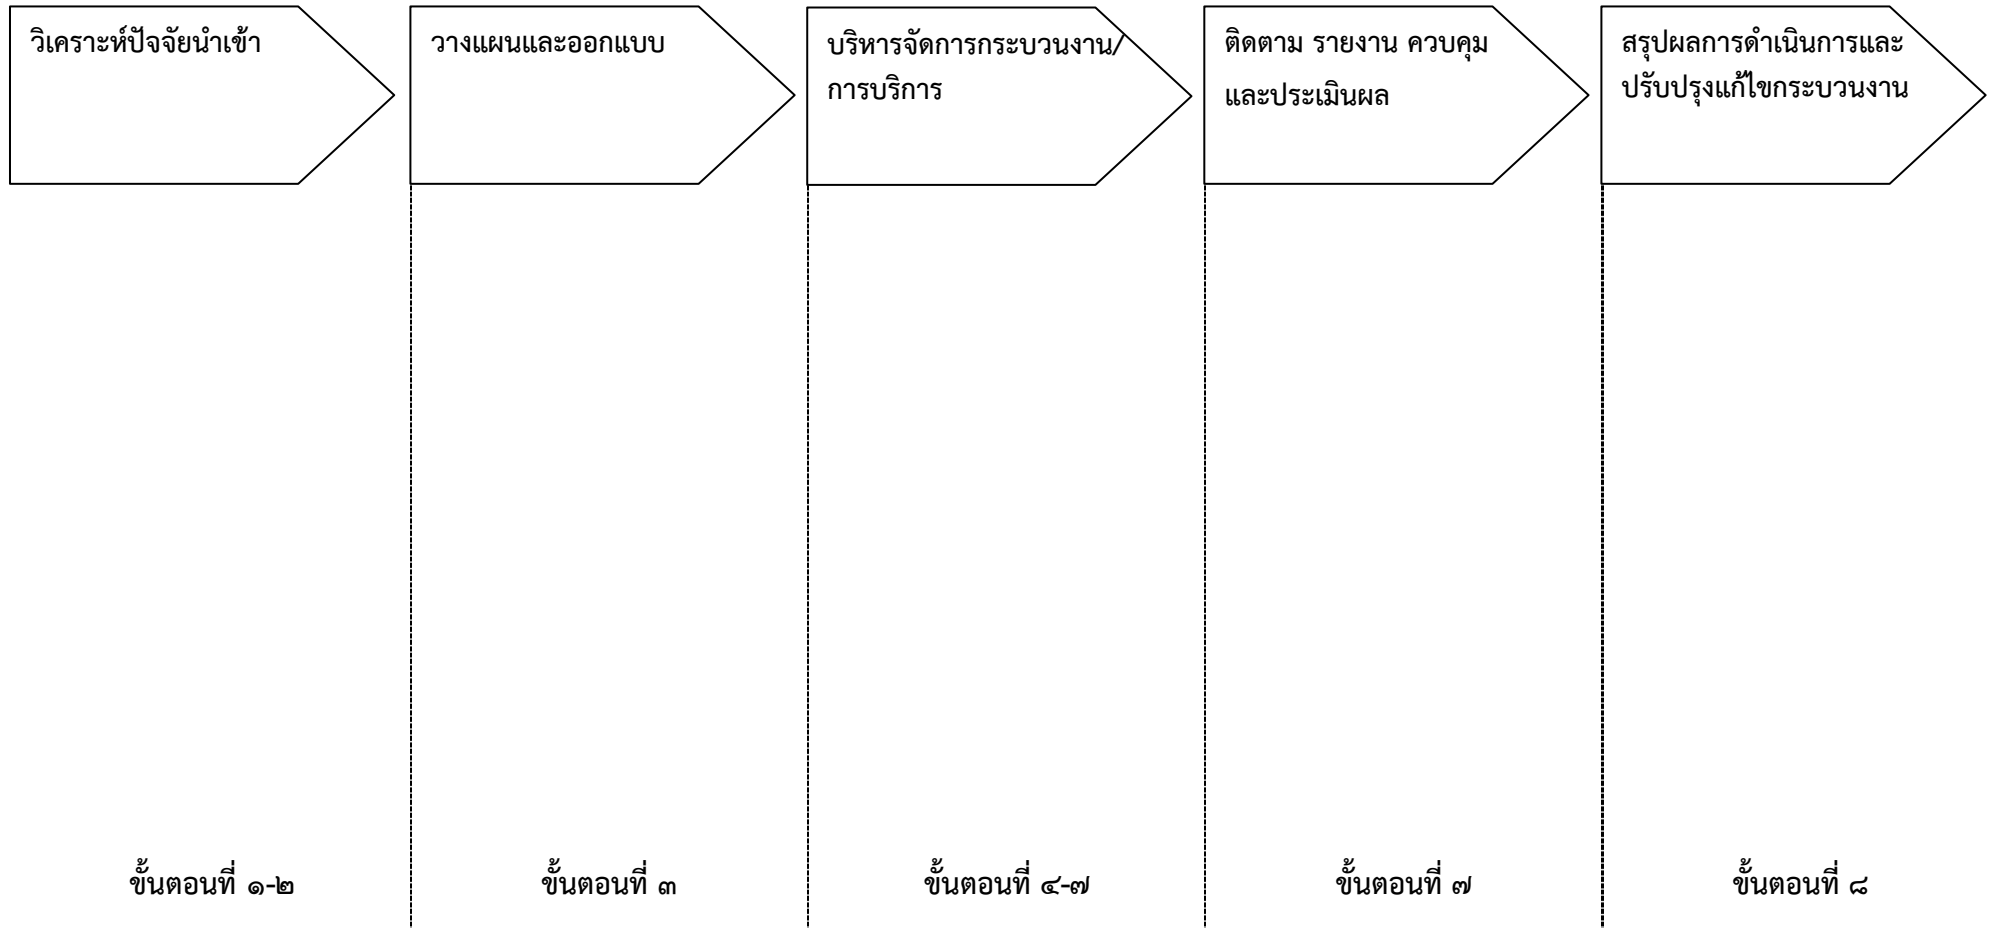 วิเคราะห์ปัจจัยนำเข้า
วางแผนและออกแบบ
บริหารจัดการกระบวนงาน/
การบริการ
ติดตาม รายงาน ควบคุม
และประเมินผล
สรุปผลการดำเนินการและ
ปรับปรุงแก้ไขกระบวนงาน
ขั้นตอนที่ ๑-๒
ขั้นตอนที่ ๓
ขั้นตอนที่ ๔-๗
ขั้นตอนที่ ๗
ขั้นตอนที่ ๘